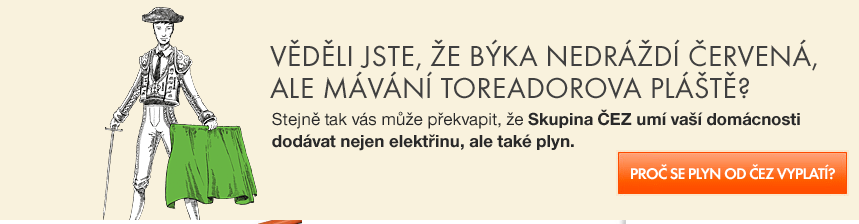 VĚDĚLI JSTE, ŽE BÝKA NEDRÁŽDÍ ČERVENÁ,
ALE MÁVÁNÍ TOREADOROVA PLÁŠTĚ?
Stejně tak vás může překvapit, že Skupina ČEZ umí vaší domácnosti
dodávat nejen elektřinu, ale také plyn.
PROČ SE PLYN OD ČEZ VYPLATÍ?